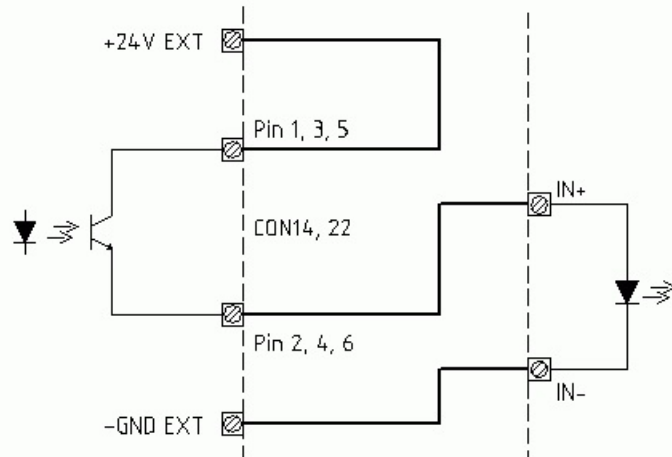 +24V EXT
Pin 1, 3, 5
IN+
CON14, 22
Pin 2, 4, 6
IN-
-GND EXT